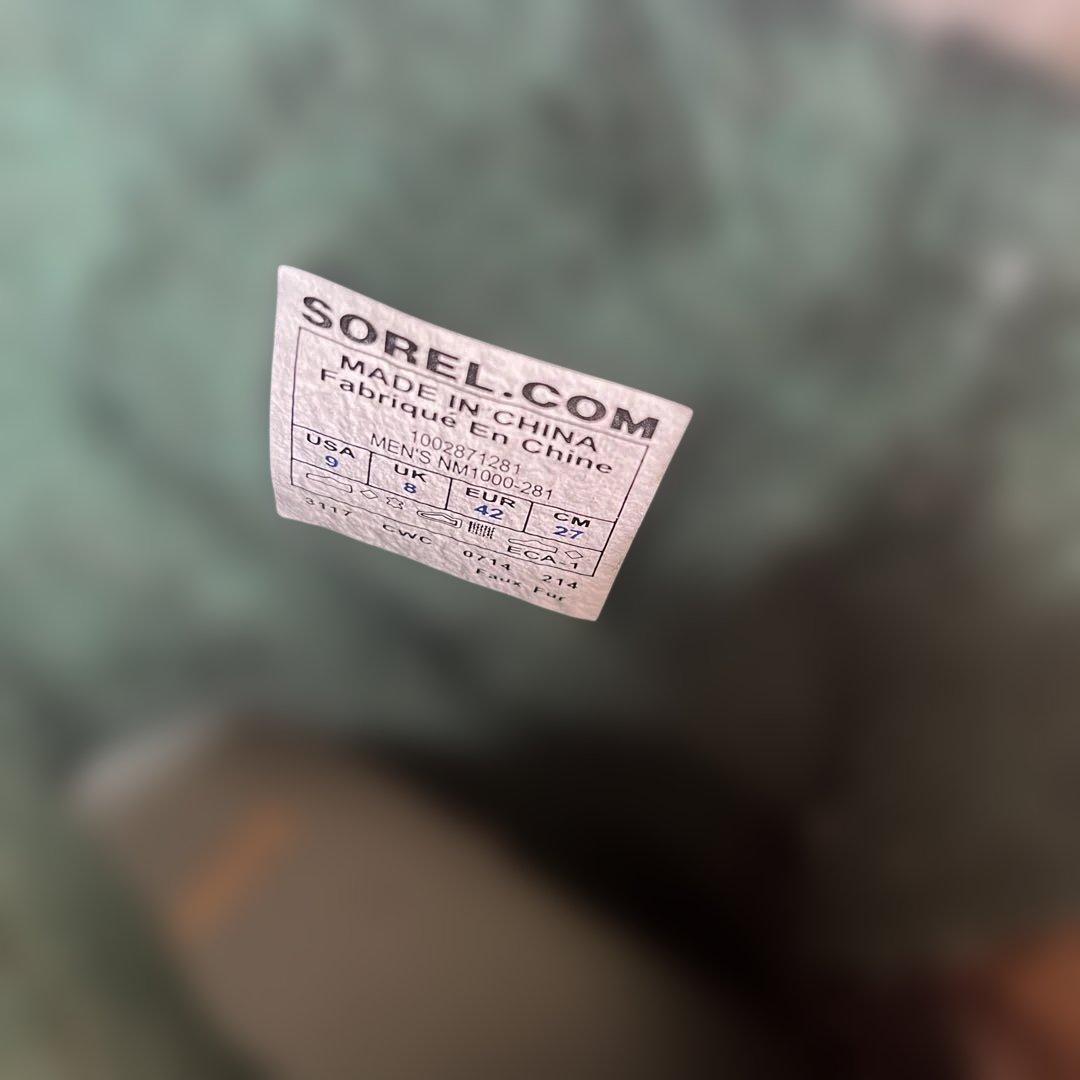 SOREL.COM
MADE IN CHINA
Fabriqué En Chine
1002871281
MEN'S NM1000-281
USA UK EUR CM
9 8 42 27
ECA-1
3117 CWC 0714 214
Faux Fur